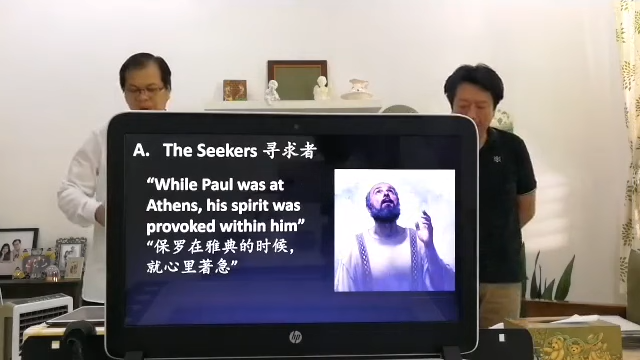 A. The Seekers 寻求者
“While Paul was at
Athens, his spirit was
provoked within him”
“保罗在雅典的时候，
就心里著急”
hp